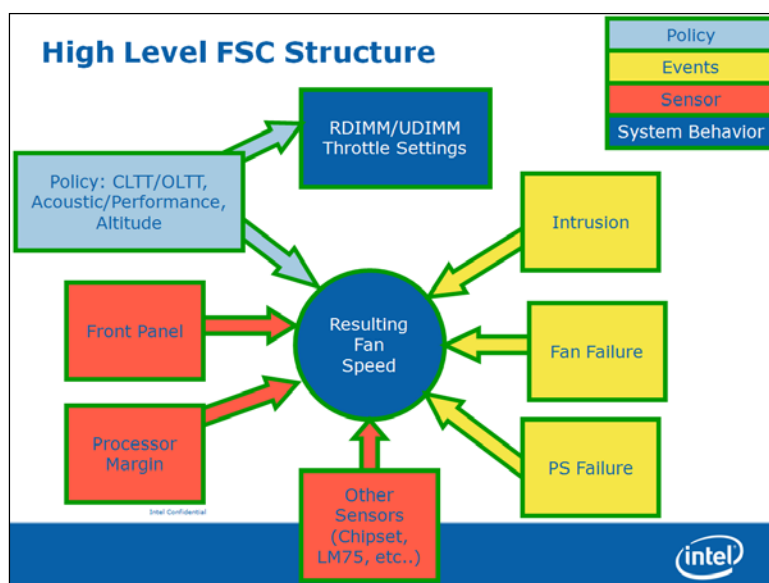 High Level FSC Structure
Policy
Events
Sensor
System Behavior
RDIMM/UDIMM
Throttle Settings
Policy: CLTT/OLTT,
Acoustic/Performance,
Altitude
Intrusion
Front Panel
Resulting
Fan
Speed
Fan Failure
Processor
Margin
PS Failure
Other
Sensors
(Chipset,
LM75, etc..)
Intel Confidential
intel